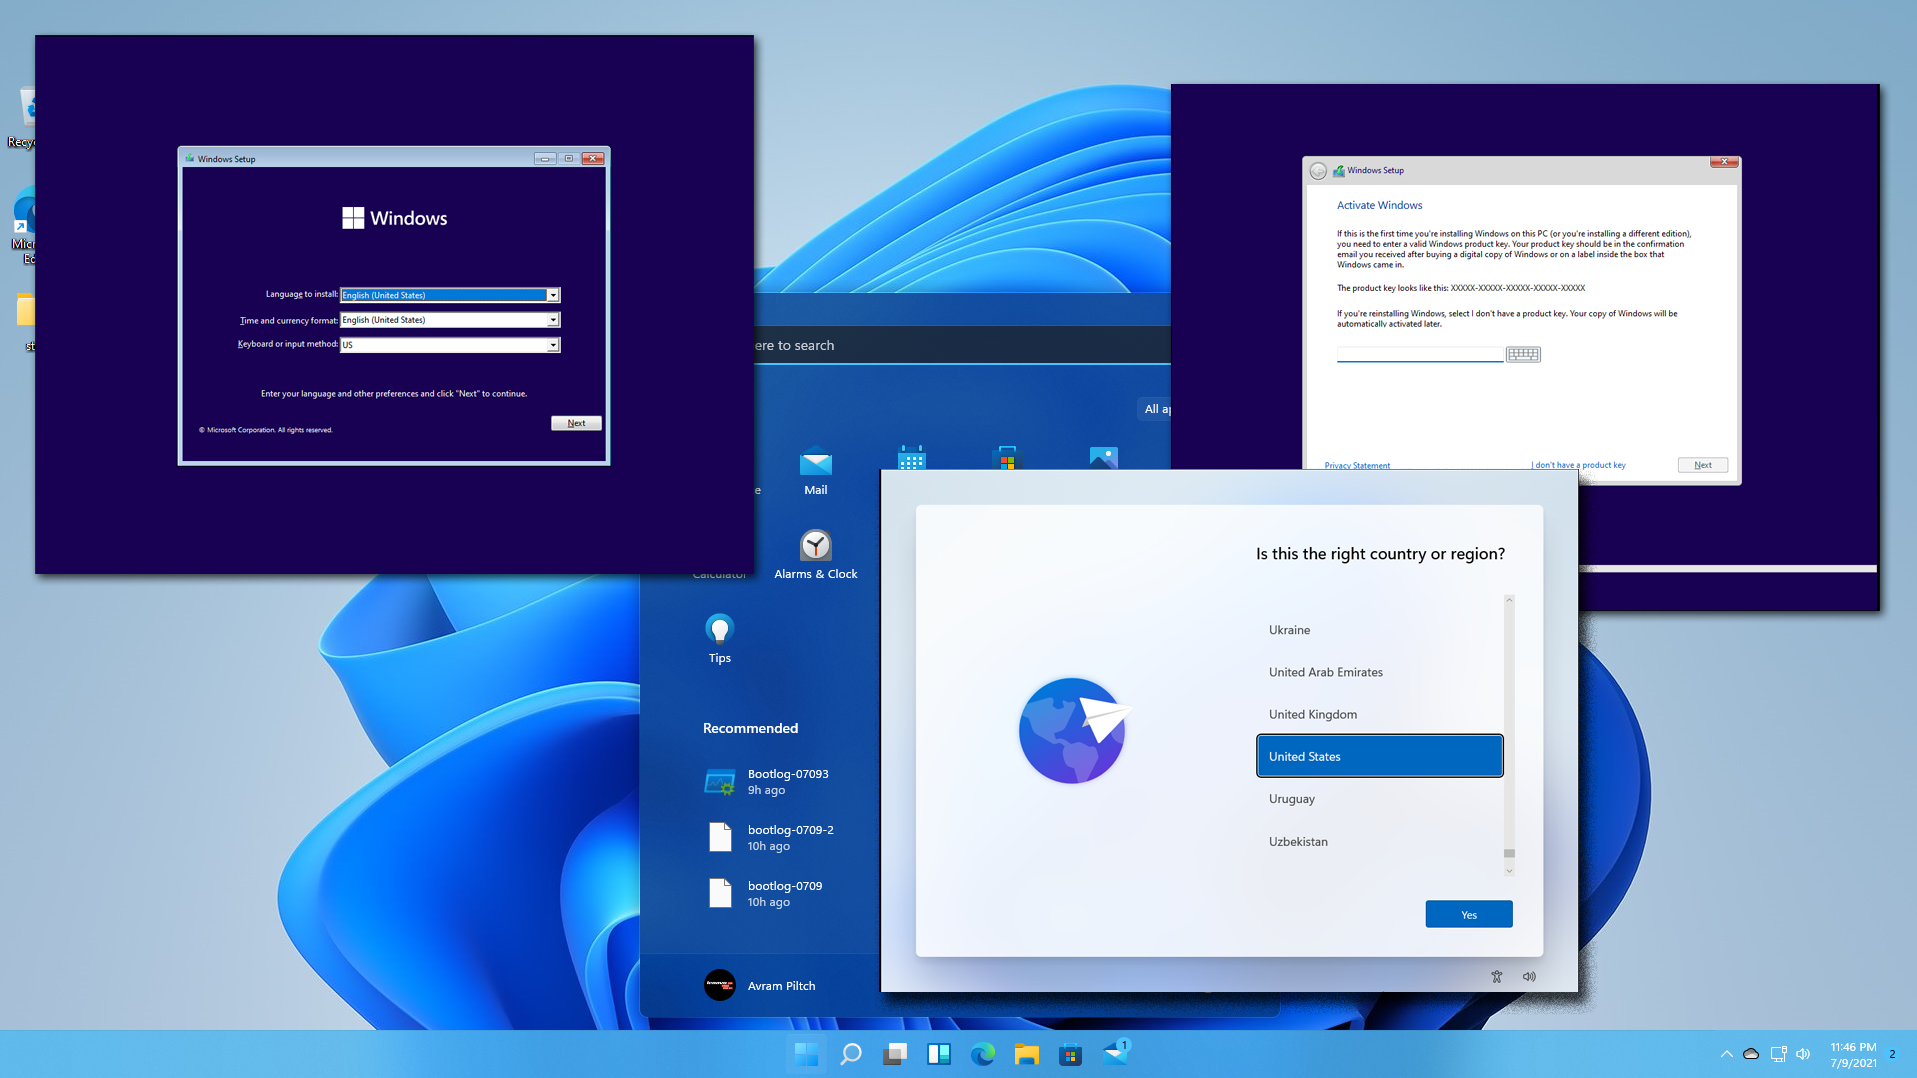 Windows Setup
Windows
Language to install: English (United States)
Time and currency format: English (United States)
Keyboard or input method: US
Enter your language and other preferences and click "Next" to continue.
Next
© Microsoft Corporation. All rights reserved.
Windows Setup
Activate Windows
If this is the first time you're installing Windows on this PC (or you're installing a different edition),
you need to enter a valid Windows product key. Your product key should be in the confirmation
email you received after buying a digital copy of Windows or on a label inside the box that
Windows came in.
The product key looks like this: XXXXX-XXXXX-XXXXX-XXXXX-XXXXX
If you're reinstalling Windows, select I don't have a product key. Your copy of Windows will be
automatically activated later.
Privacy Statement
I don't have a product key
Next
ere to search
All ap
Mail
Calculator
Alarms & Clock
Tips
Recommended
Bootlog-07093
9h ago
bootlog-0709-2
10h ago
bootlog-0709
10h ago
Avram Piltch
Is this the right country or region?
Ukraine
United Arab Emirates
United Kingdom
United States
Uruguay
Uzbekistan
Yes
Recyc
Micr
Ed
st
1
11:46 PM
7/9/2021
2